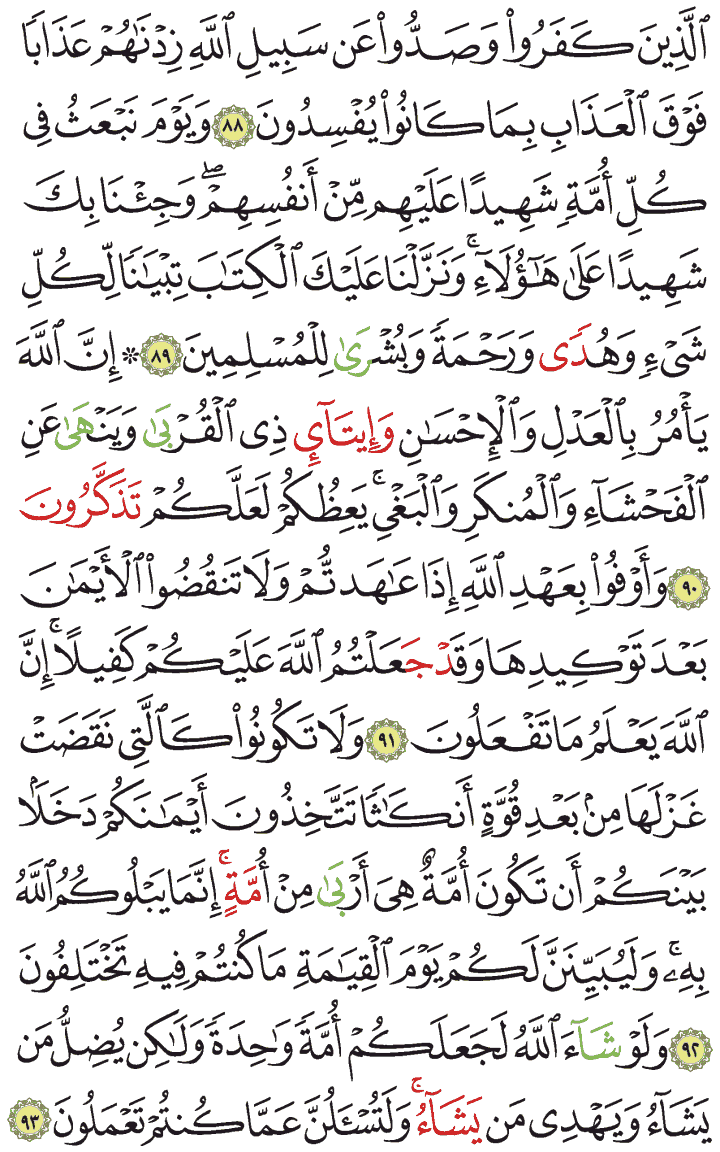 ٱلَّذِينَ كَفَرُوا۟ وَصَدُّوا۟ عَن سَبِيلِ ٱللَّهِ زِدْنَٰهُمْ عَذَابًا
فَوْقَ ٱلْعَذَابِ بِمَا كَانُوا۟ يُفْسِدُونَ ٨٨ وَيَوْمَ نَبْعَثُ فِى
كُلِّ أُمَّةٍ شَهِيدًا عَلَيْهِم مِّنْ أَنفُسِهِمْ ۖ وَجِئْنَا بِكَ
شَهِيدًا عَلَىٰ هَٰٓؤُلَآءِ ۚ وَنَزَّلْنَا عَلَيْكَ ٱلْكِتَٰبَ تِبْيَٰنًا لِّكُلِّ
شَىْءٍ وَهُدًى وَرَحْمَةً وَبُشْرَىٰ لِلْمُسْلِمِينَ ٨٩ * إِنَّ ٱللَّهَ
يَأْمُرُ بِٱلْعَدْلِ وَٱلْإِحْسَٰنِ وَإِيتَآئِ ذِى ٱلْقُرْبَىٰ وَيَنْهَىٰ عَنِ
ٱلْفَحْشَآءِ وَٱلْمُنكَرِ وَٱلْبَغْىِ ۚ يَعِظُكُمْ لَعَلَّكُمْ تَذَكَّرُونَ
٩٠ وَأَوْفُوا۟ بِعَهْدِ ٱللَّهِ إِذَا عَٰهَدتُّمْ وَلَا تَنقُضُوا۟ ٱلْأَيْمَٰنَ
بَعْدَ تَوْكِيدِهَا وَقَدْ جَعَلْتُمُ ٱللَّهَ عَلَيْكُمْ كَفِيلًا ۚ إِنَّ
ٱللَّهَ يَعْلَمُ مَا تَفْعَلُونَ ٩١ وَلَا تَكُونُوا۟ كَٱلَّتِى نَقَضَتْ
غَزْلَهَا مِنۢ بَعْدِ قُوَّةٍ أَنكَٰثًا تَتَّخِذُونَ أَيْمَٰنَكُمْ دَخَلًۢا
بَيْنَكُمْ أَن تَكُونَ أُمَّةٌ هِىَ أَرْبَىٰ مِنْ أُمَّةٍ ۚ إِنَّمَا يَبْلُوكُمُ ٱللَّهُ
بِهِۦ ۚ وَلَيُبَيِّنَنَّ لَكُمْ يَوْمَ ٱلْقِيَٰمَةِ مَا كُنتُمْ فِيهِ تَخْتَلِفُونَ
٩٢ وَلَوْ شَآءَ ٱللَّهُ لَجَعَلَكُمْ أُمَّةً وَٰحِدَةً وَلَٰكِن يُضِلُّ مَن
يَشَآءُ وَيَهْدِى مَن يَشَآءُ ۚ وَلَتُسْـَٔلُنَّ عَمَّا كُنتُمْ تَعْمَلُونَ ٩٣